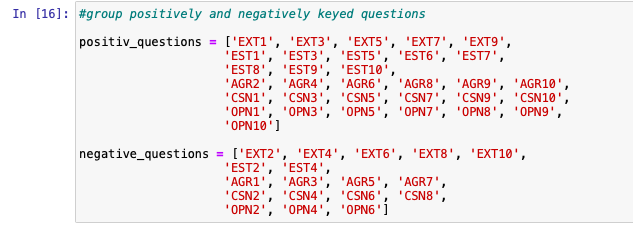 In [16]: #group positively and negatively keyed questions
positiv_questions = ['EXT1', 'EXT3', 'EXT5', 'EXT7', 'EXT9',
'EST1', 'EST3', 'EST5', 'EST6', 'EST7',
'EST8', 'EST9', 'EST10',
'AGR2', 'AGR4', 'AGR6', 'AGR8', 'AGR9', 'AGR10',
'CSN1', 'CSN3', 'CSN5', 'CSN7', 'CSN9', 'CSN10',
'OPN1', 'OPN3', 'OPN5', 'OPN7', 'OPN8', 'OPN9',
'OPN10']
negative_questions = ['EXT2', 'EXT4', 'EXT6', 'EXT8', 'EXT10',
'EST2', 'EST4',
'AGR1', 'AGR3', 'AGR5', 'AGR7',
'CSN2', 'CSN4', 'CSN6', 'CSN8',
'OPN2', 'OPN4', 'OPN6']